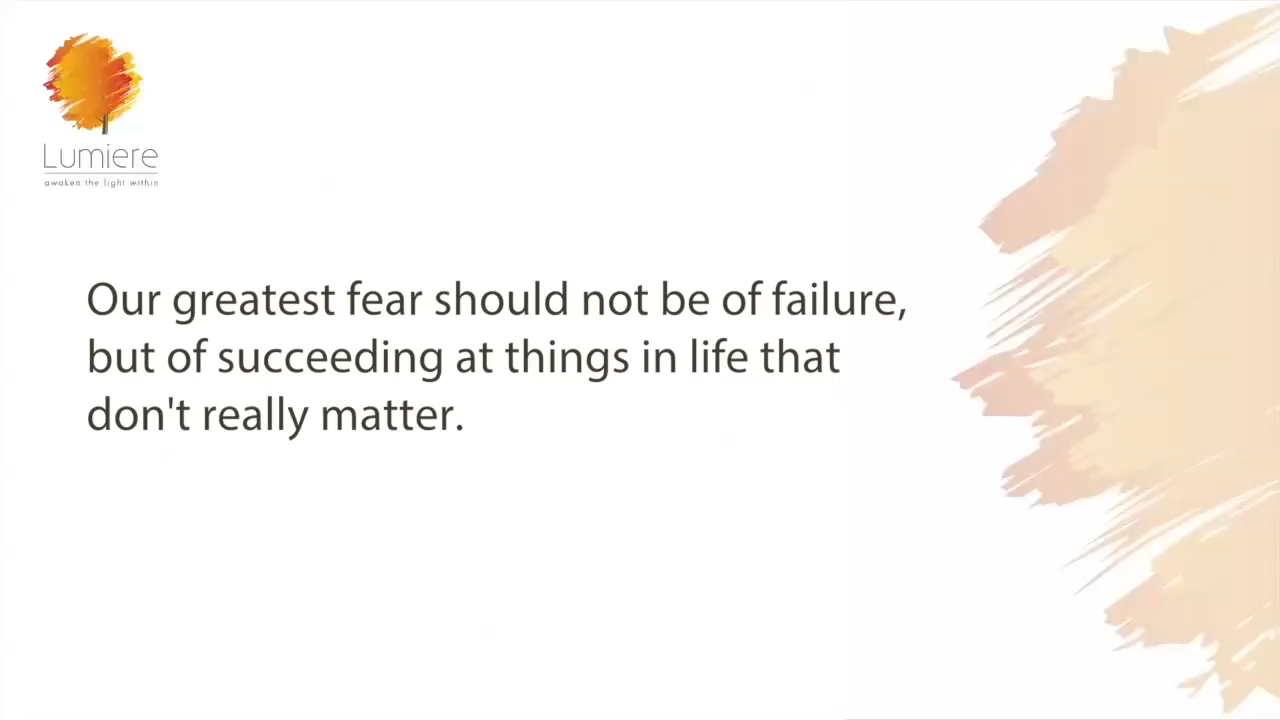 Lumiere
awaken the light within
Our greatest fear should not be of failure,
but of succeeding at things in life that
don't really matter.